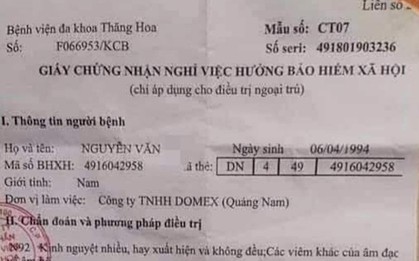 Liên số
Bệnh viện đa khoa Thăng Hoa
Mẫu số: CT07
Số: F066953/KCB
Số seri: 491801903236
GIẤY CHỨNG NHẬN NGHỈ VIỆC HƯỞNG BẢO HIỂM XÃ HỘI
(chỉ áp dụng cho điều trị ngoại trú)
I. Thông tin người bệnh
Họ và tên: NGUYỄN VĂN Ngày sinh 06/04/1994
Mã số BHXH: 4916042958 ã thẻ: DN 4 49 4916042958
Giới tính: Nam
Đơn vị làm việc: Công ty TNHH DOMEX (Quảng Nam)
II. Chẩn đoán và phương pháp điều trị
N92 Kinh nguyệt nhiều, hay xuất hiện và không đều;Các viêm khác của âm đạc